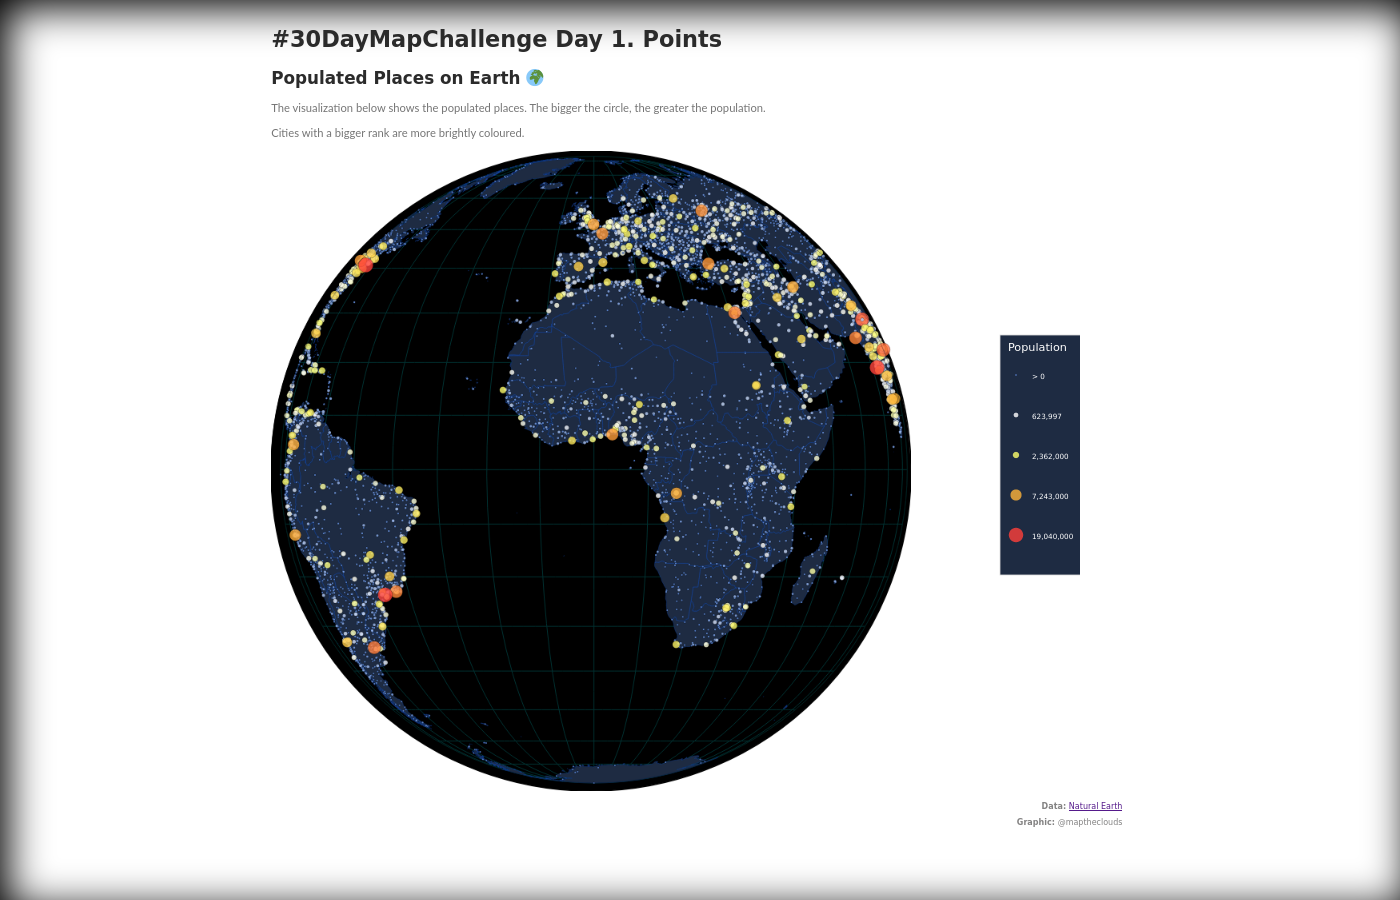 #30DayMapChallenge Day 1. Points
Populated Places on Earth 🌍
The visualization below shows the populated places. The bigger the circle, the greater the population.
Cities with a bigger rank are more brightly coloured.
Population
> 0
623,997
2,362,000
7,243,000
19,040,000
Data: Natural Earth
Graphic: @maptheclouds